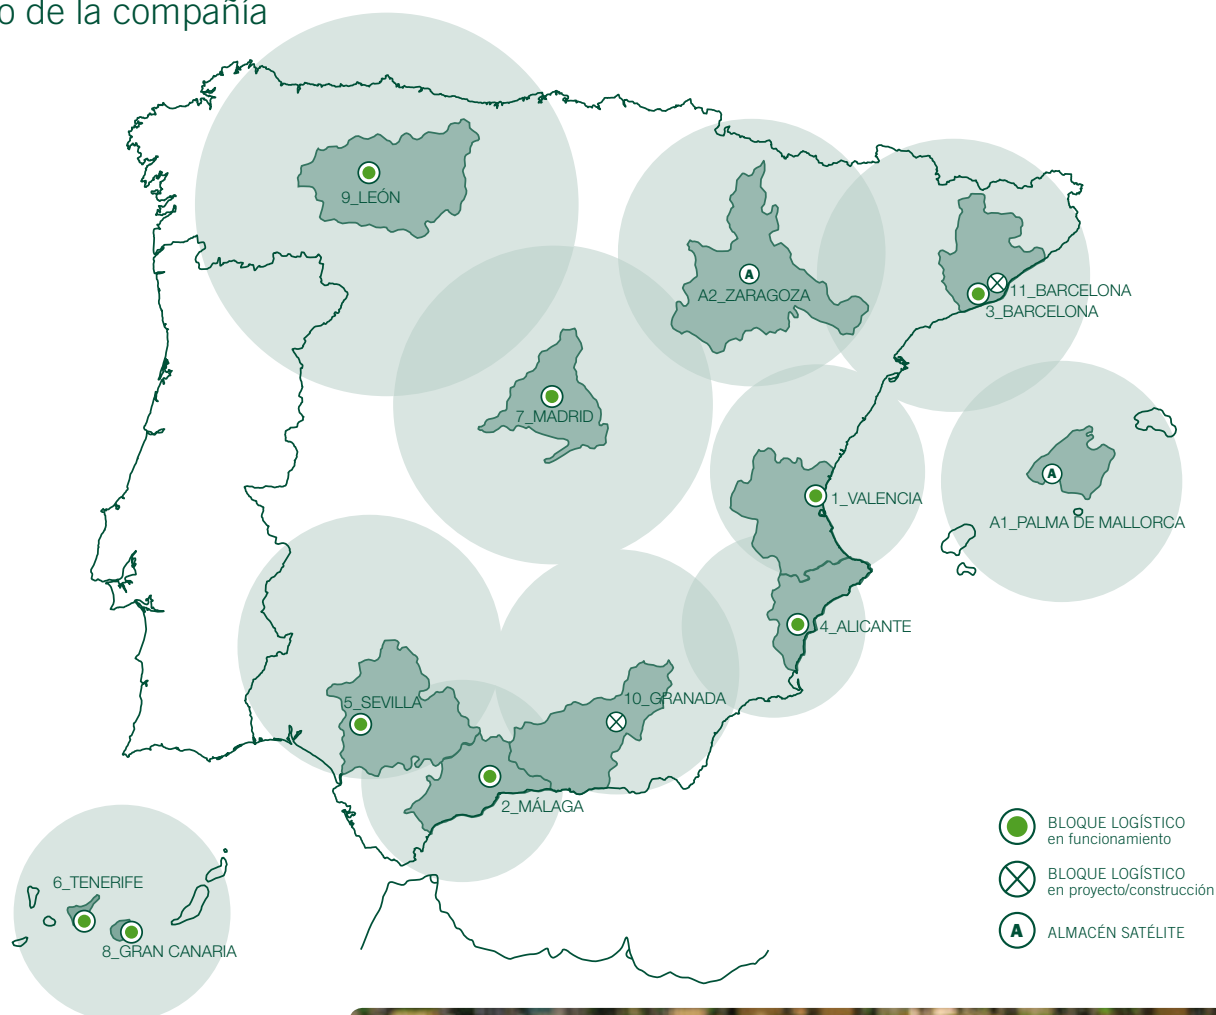 o de la compañía
9_LEÓN
A
A2_ZARAGOZA
11_BARCELONA
3_BARCELONA
7_MADRID
A
1_VALENCIA
A1_PALMA DE MALLORCA
4_ALICANTE
5_SEVILLA
10_GRANADA
2_MÁLAGA
6_TENERIFE
8_GRAN CANARIA
BLOQUE LOGÍSTICO
en funcionamiento
BLOQUE LOGÍSTICO
en proyecto/construcción
A
ALMACÉN SATÉLITE